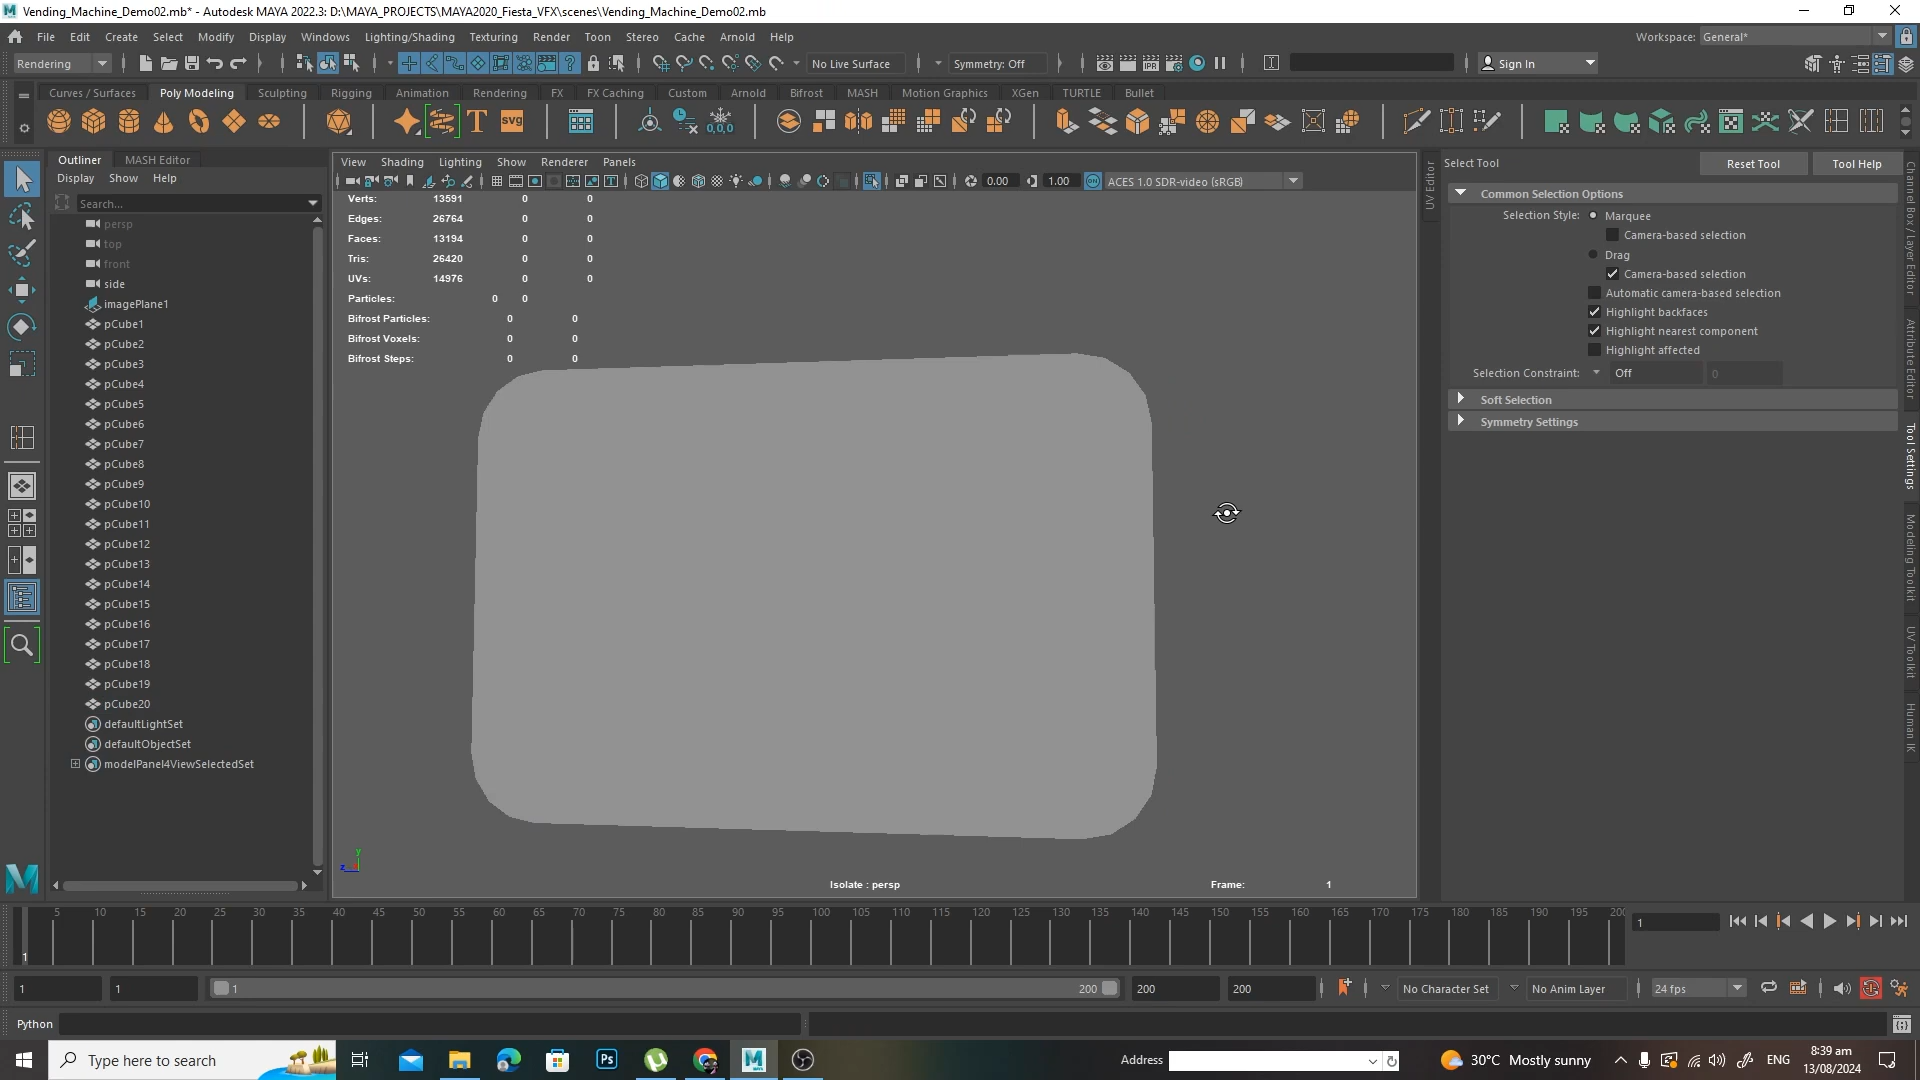 Vending_Machine_Demo02.mb* - Autodesk MAYA 2022.3: D:\MAYA_PROJECTS\MAYA2020_Fiesta_VFX\scenes\Vending_Machine_Demo02.mb
File Edit Create Select Modify Display Windows Lighting/Shading Texturing Render Toon Stereo Cache Arnold Help
Workspace: General*
Rendering
No Live Surface
Symmetry: Off
Sign In
Curves / Surfaces Poly Modeling Sculpting Rigging Animation Rendering FX FX Caching Custom Arnold Bifrost MASH Motion Graphics XGen TURTLE Bullet
T svg 0,0,0
IPR
Outliner MASH Editor
Display Show Help
Search...
persp
top
front
side
imagePlane1
pCube1
pCube2
pCube3
pCube4
pCube5
pCube6
pCube7
pCube8
pCube9
pCube10
pCube11
pCube12
pCube13
pCube14
pCube15
pCube16
pCube17
pCube18
pCube19
pCube20
defaultLightSet
defaultObjectSet
modelPanel4ViewSelectedSet
View Shading Lighting Show Renderer Panels
0.00 1.00 ACES 1.0 SDR-video (sRGB)
Verts: 13591 0 0
Edges: 26764 0 0
Faces: 13194 0 0
Tris: 26420 0 0
UVs: 14976 0 0
Particles: 0 0
Bifrost Particles: 0 0
Bifrost Voxels: 0 0
Bifrost Steps: 0 0
y
z
Isolate : persp
Frame: 1
UV Editor
Select Tool
Reset Tool
Tool Help
Common Selection Options
Selection Style: Marquee
Camera-based selection
Drag
Camera-based selection
Automatic camera-based selection
Highlight backfaces
Highlight nearest component
Highlight affected
Selection Constraint: Off 0
Soft Selection
Symmetry Settings
Channel Box / Layer Editor
Attribute Editor
Tool Settings
Modeling Toolkit
UV Toolkit
Human IK
5 10 15 20 25 30 35 40 45 50 55 60 65 70 75 80 85 90 95 100 105 110 115 120 125 130 135 140 145 150 155 160 165 170 175 180 185 190 195 200
1
1
1 1 1 200 200 200
No Character Set
No Anim Layer
24 fps
Python
Type here to search
Ps
Address
30°C Mostly sunny
ENG
8:39 am
13/08/2024